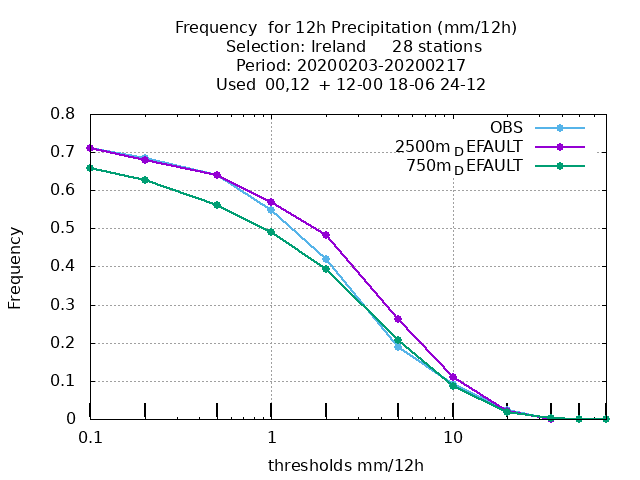 Frequency for 12h Precipitation (mm/12h)
Selection: Ireland 28 stations
Period: 20200203-20200217
Used 00,12 + 12-00 18-06 24-12
0.8
0.7
0.6
0.5
0.4
0.3
0.2
0.1
0
Frequency
OBS
2500m_DEFAULT
750m_DEFAULT
0.1 1 10
thresholds mm/12h